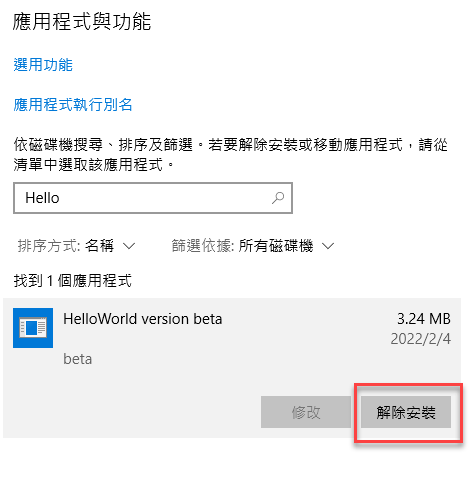 應用程式與功能
選用功能
應用程式執行別名
依磁碟機搜尋、排序及篩選。若要解除安裝或移動應用程式，請從
清單中選取該應用程式。
Hello
排序方式: 名稱 篩選依據: 所有磁碟機
找到 1 個應用程式
HelloWorld version beta 3.24 MB
2022/2/4
beta
修改 解除安裝